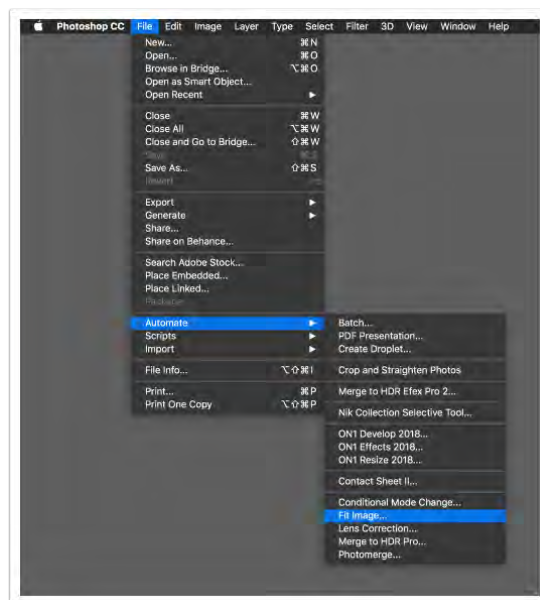 Photoshop CC File Edit Image Layer Type Select Filter 3D View Window Help
New... ⌘N
Open... ⌘O
Browse in Bridge... ⌥⌘O
Open as Smart Object...
Open Recent ▶
Close ⌘W
Close All ⌥⌘W
Close and Go to Bridge... ⇧⌘W
Save ⌘S
Save As... ⇧⌘S
Revert
Export ▶
Generate ▶
Share...
Share on Behance...
Search Adobe Stock...
Place Embedded...
Place Linked...
Package...
Automate ▶
Scripts ▶
Import ▶
File Info... ⌥⇧⌘I
Print... ⌘P
Print One Copy ⌥⇧⌘P
Batch...
PDF Presentation...
Create Droplet...
Crop and Straighten Photos
Merge to HDR Efex Pro 2...
Nik Collection Selective Tool...
ON1 Develop 2018...
ON1 Effects 2018...
ON1 Resize 2018...
Contact Sheet II...
Conditional Mode Change...
Fit Image...
Lens Correction...
Merge to HDR Pro...
Photomerge...